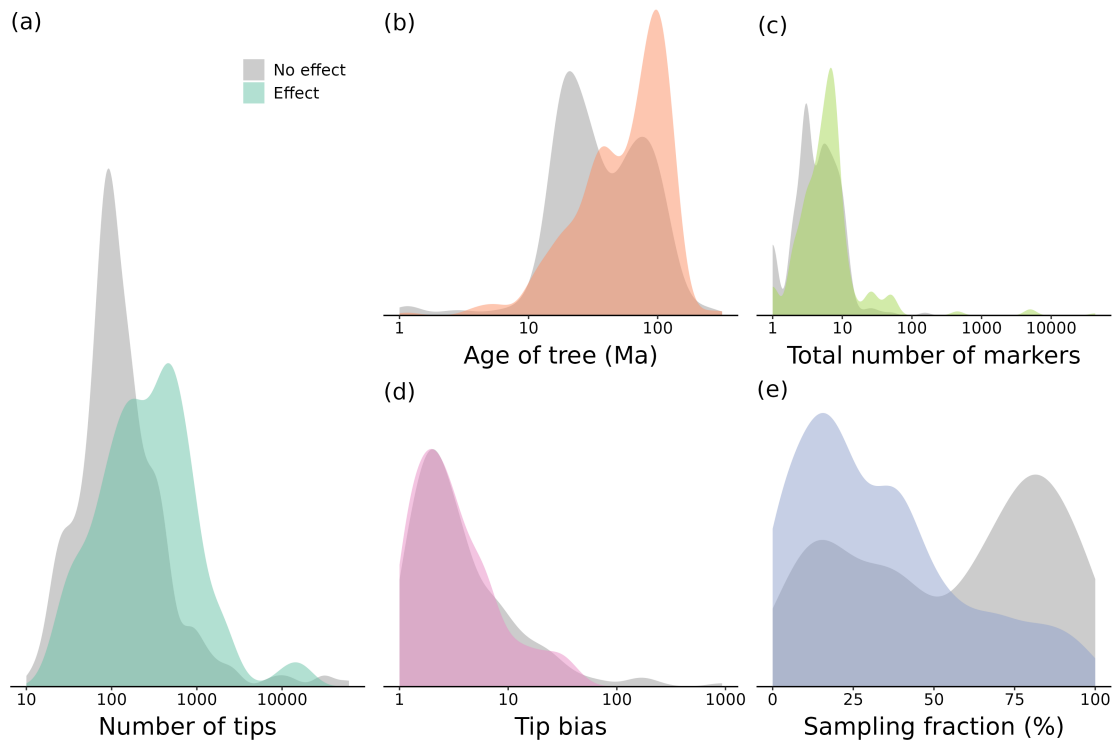 (a)
No effect
Effect
10 100 1000 10000
Number of tips
(b)
1 10 100
Age of tree (Ma)
(c)
1 10 100 1000 10000
Total number of markers
(d)
1 10 100 1000
Tip bias
(e)
0 25 50 75 100
Sampling fraction (%)